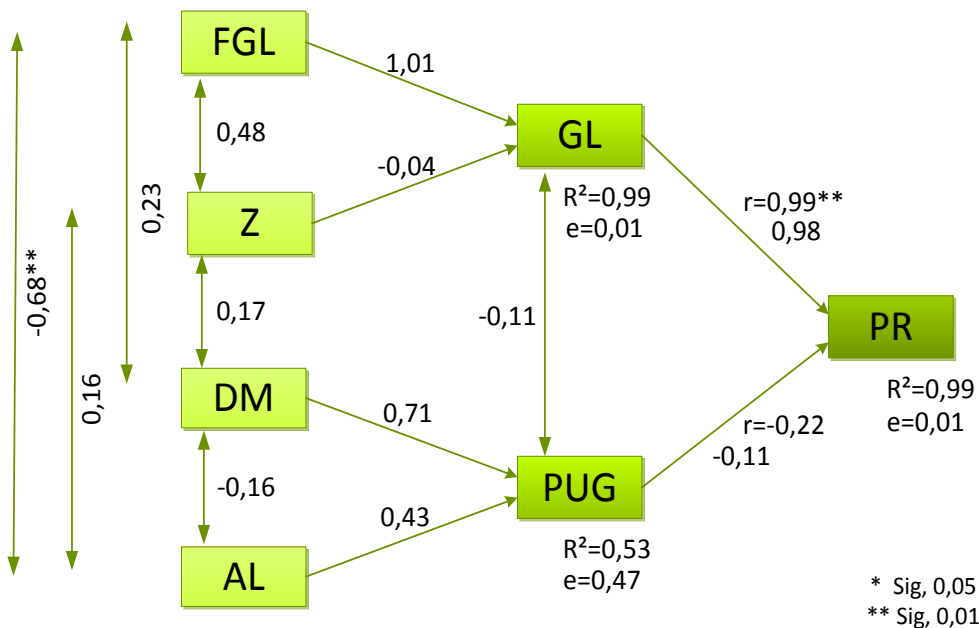 FGL
1,01
GL
0,48
-0,04
R²=0,99
e=0,01
r=0,99**
0,98
Z
0,23
-0,68**
0,17
-0,11
PR
0,16
R²=0,99
e=0,01
DM
0,71
r=-0,22
-0,11
-0,16
PUG
0,43
R²=0,53
e=0,47
AL
* Sig, 0,05
** Sig, 0,01